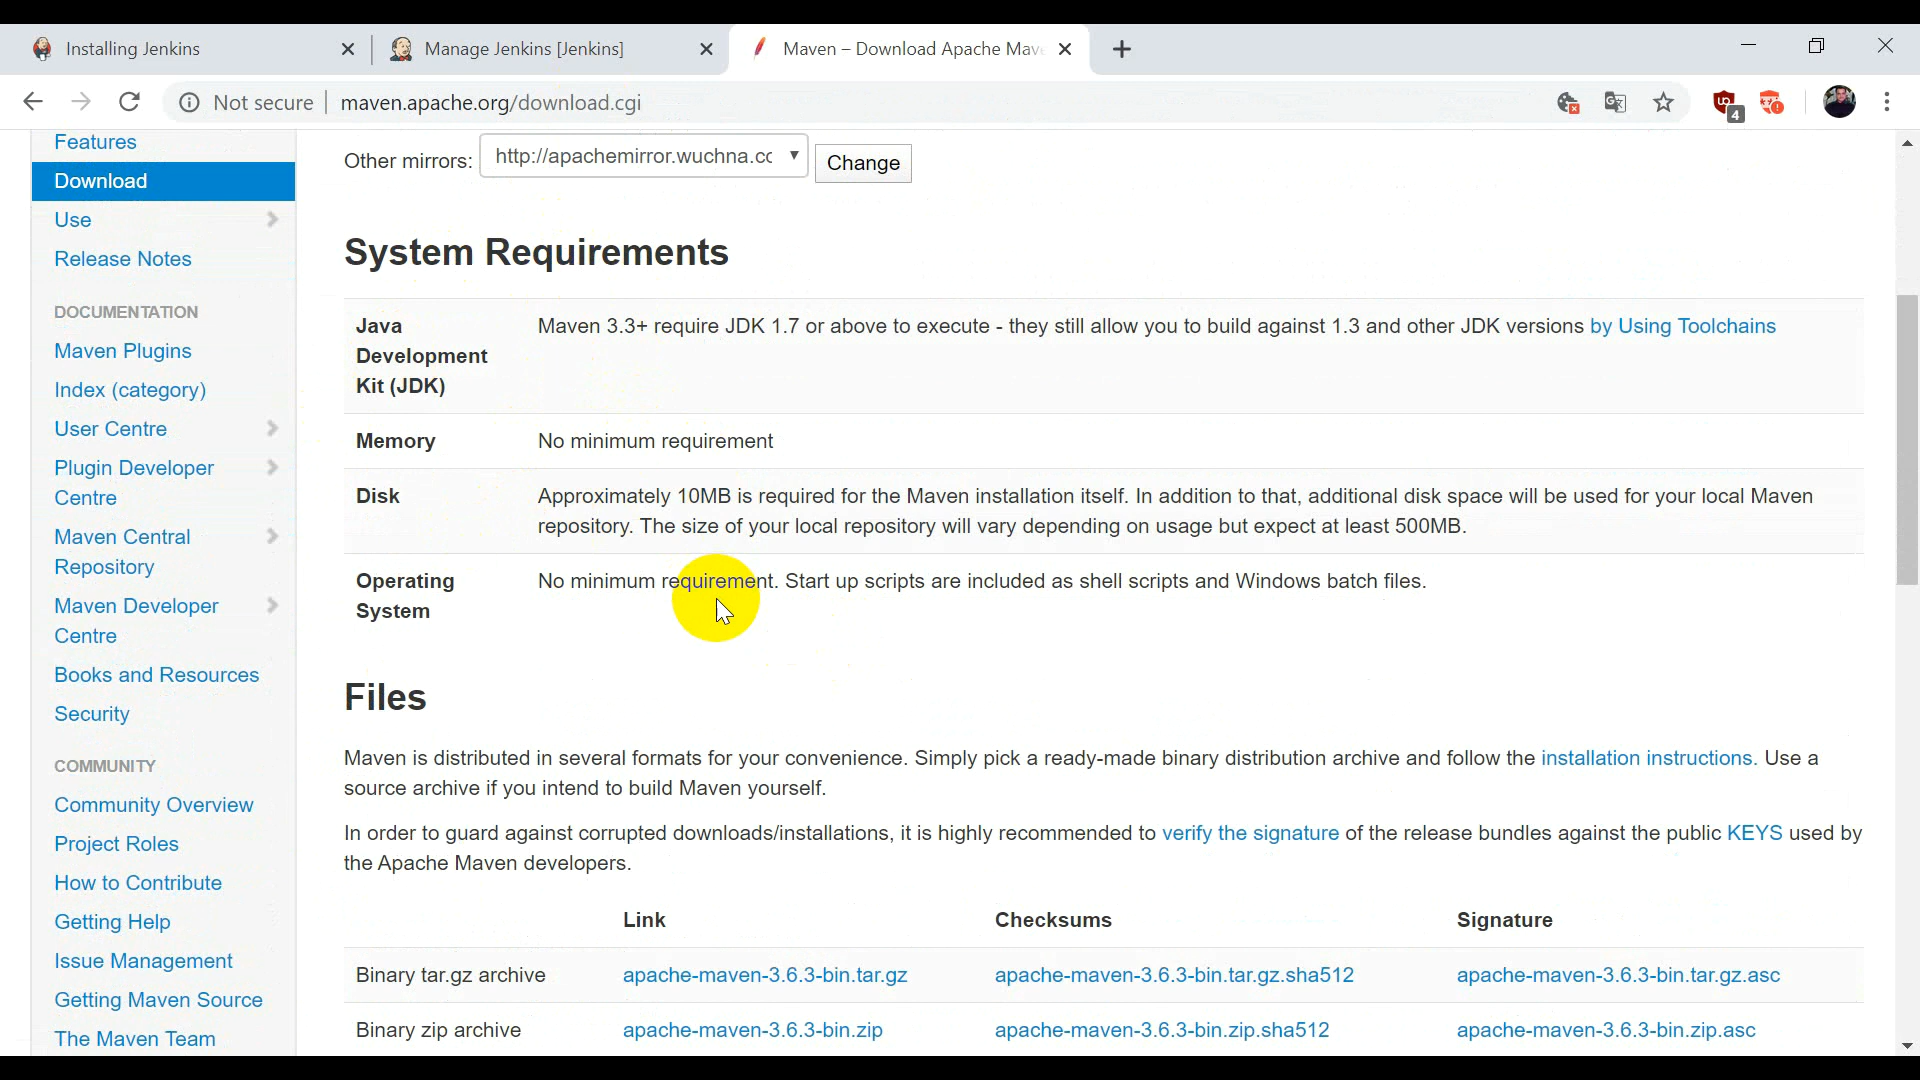 Installing Jenkins
Manage Jenkins [Jenkins]
Maven – Download Apache Mav
Not secure
maven.apache.org/download.cgi
4
Features
Download
Use
Release Notes
DOCUMENTATION
Maven Plugins
Index (category)
User Centre
Plugin Developer
Centre
Maven Central
Repository
Maven Developer
Centre
Books and Resources
Security
COMMUNITY
Community Overview
Project Roles
How to Contribute
Getting Help
Issue Management
Getting Maven Source
The Maven Team
Other mirrors: http://apachemirror.wuchna.cc Change
System Requirements
Java
Development
Kit (JDK)
Maven 3.3+ require JDK 1.7 or above to execute - they still allow you to build against 1.3 and other JDK versions by Using Toolchains
Memory
No minimum requirement
Disk
Approximately 10MB is required for the Maven installation itself. In addition to that, additional disk space will be used for your local Maven
repository. The size of your local repository will vary depending on usage but expect at least 500MB.
Operating
System
No minimum requirement. Start up scripts are included as shell scripts and Windows batch files.
Files
Maven is distributed in several formats for your convenience. Simply pick a ready-made binary distribution archive and follow the installation instructions. Use a
source archive if you intend to build Maven yourself.
In order to guard against corrupted downloads/installations, it is highly recommended to verify the signature of the release bundles against the public KEYS used by
the Apache Maven developers.
Link Checksums Signature
Binary tar.gz archive apache-maven-3.6.3-bin.tar.gz apache-maven-3.6.3-bin.tar.gz.sha512 apache-maven-3.6.3-bin.tar.gz.asc
Binary zip archive apache-maven-3.6.3-bin.zip apache-maven-3.6.3-bin.zip.sha512 apache-maven-3.6.3-bin.zip.asc